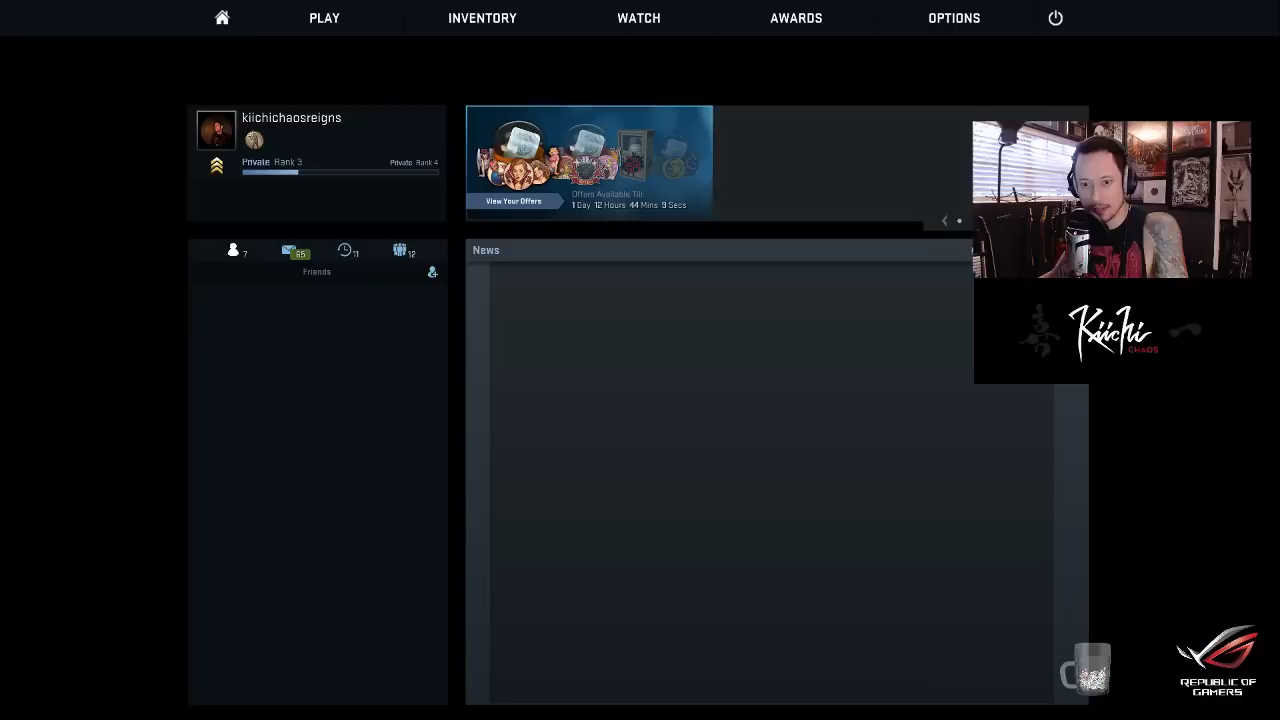 PLAY
INVENTORY
WATCH
AWARDS
OPTIONS
kiichichaosreigns
Private Rank 3
Private Rank 4
View Your Offers
Offers Available Till:
1 Day 12 Hours 44 Mins 9 Secs
7
65
11
12
Friends
News
Kiichi
CHAOS
REPUBLIC OF
GAMERS